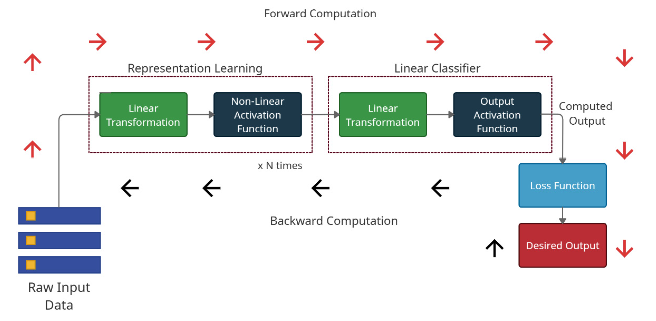 Forward Computation
Representation Learning
Linear Classifier
Linear
Transformation
Non-Linear
Activation
Function
Linear
Transformation
Output
Activation
Function
Computed
Output
x N times
Loss Function
Backward Computation
Desired Output
Raw Input
Data